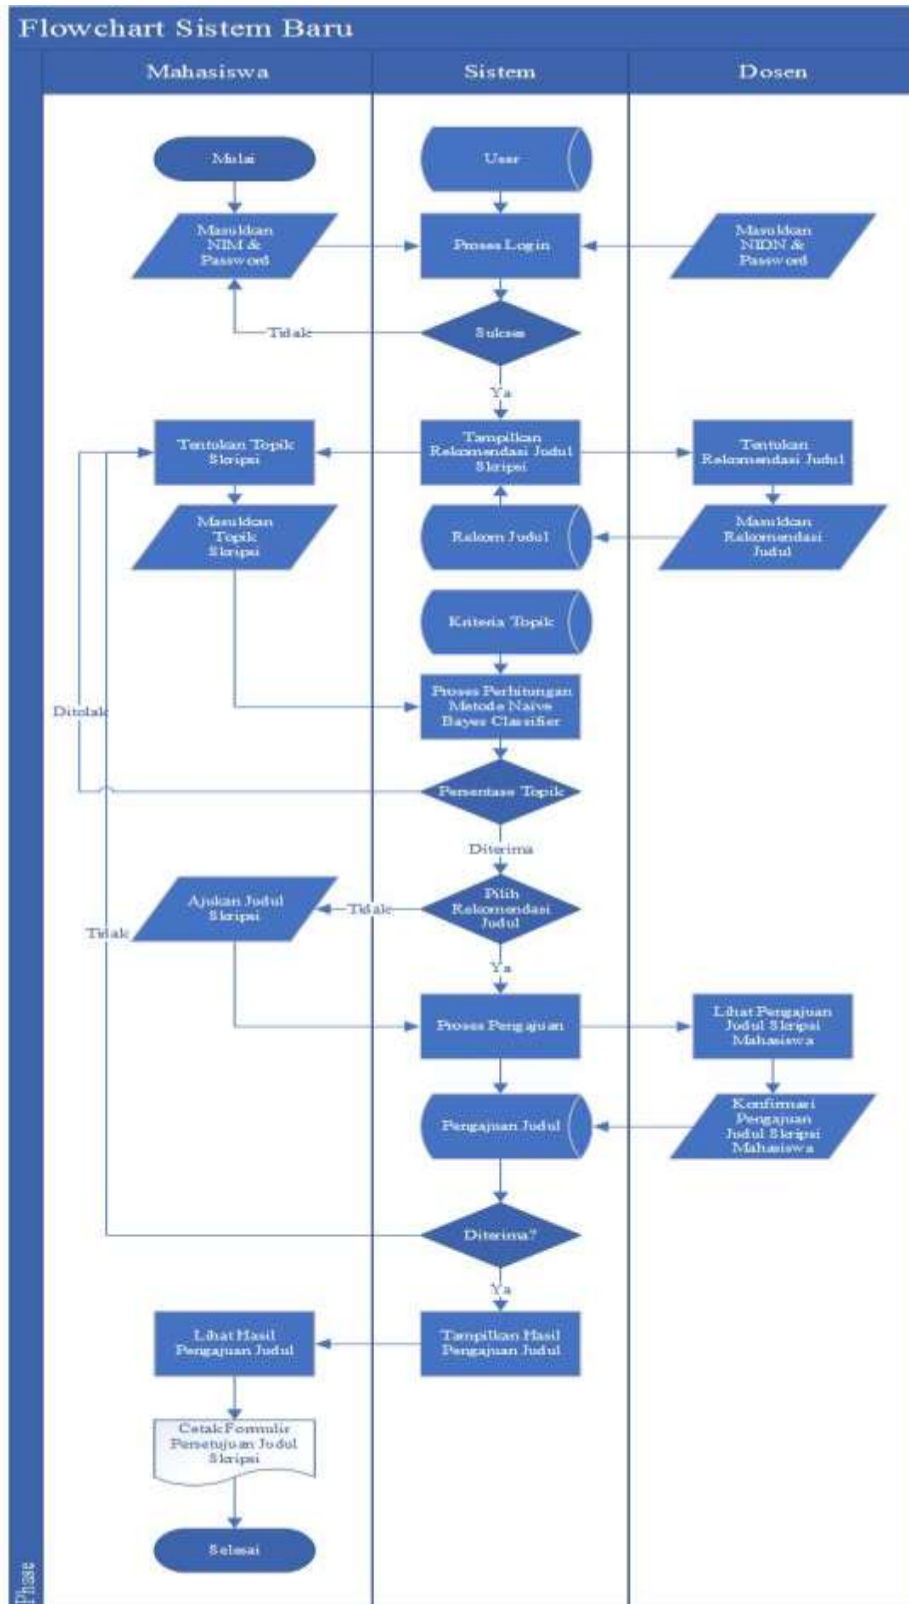 Flowchart Sistem Baru
Mahasiswa
Sistem
Dosen
Mulai
User
Masukkan
NIM &
Password
Proses Login
Masukkan
NIDN &
Password
Tidak
Sukses
Ya
Tentukan Topik
Skripsi
Tampilkan
Rekomendasi Judul
Skripsi
Tentukan
Rekomendasi Judul
Masukkan
Topik
Skripsi
Rekom Judul
Masukkan
Rekomendasi
Judul
Kriteria Topik
Proses Perhitungan
Metode Naive
Bayes Classifier
Ditolak
Persentase Topik
Diterima
Ajukan Judul
Skripsi
Tidak
Pilih
Rekomendasi
Judul
Tidak
Ya
Proses Pengajuan
Lihat Pengajuan
Judul Skripsi
Mahasiswa
Pengajuan Judul
Konfirmasi
Pengajuan
Judul Skripsi
Mahasiswa
Diterima?
Ya
Lihat Hasil
Pengajuan Judul
Tampilkan Hasil
Pengajuan Judul
Cetak Formulir
Persetujuan Judul
Skripsi
Selesai
Phase